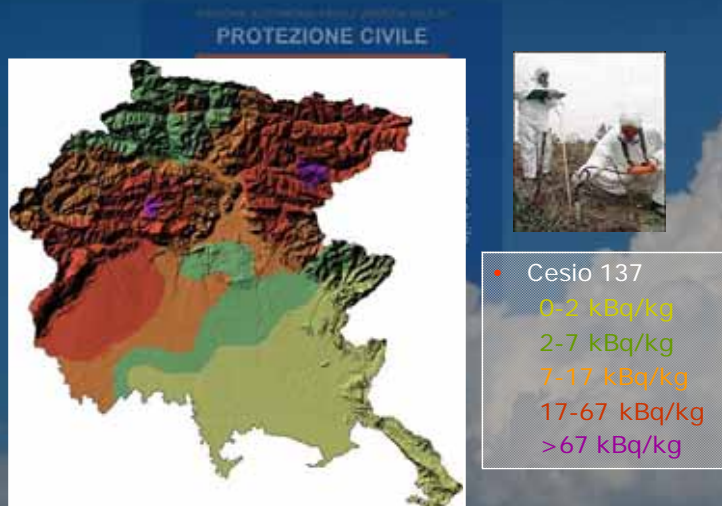 PROTEZIONE CIVILE
Cesio 137
0-2 kBq/kg
2-7 kBq/kg
7-17 kBq/kg
17-67 kBq/kg
>67 kBq/kg